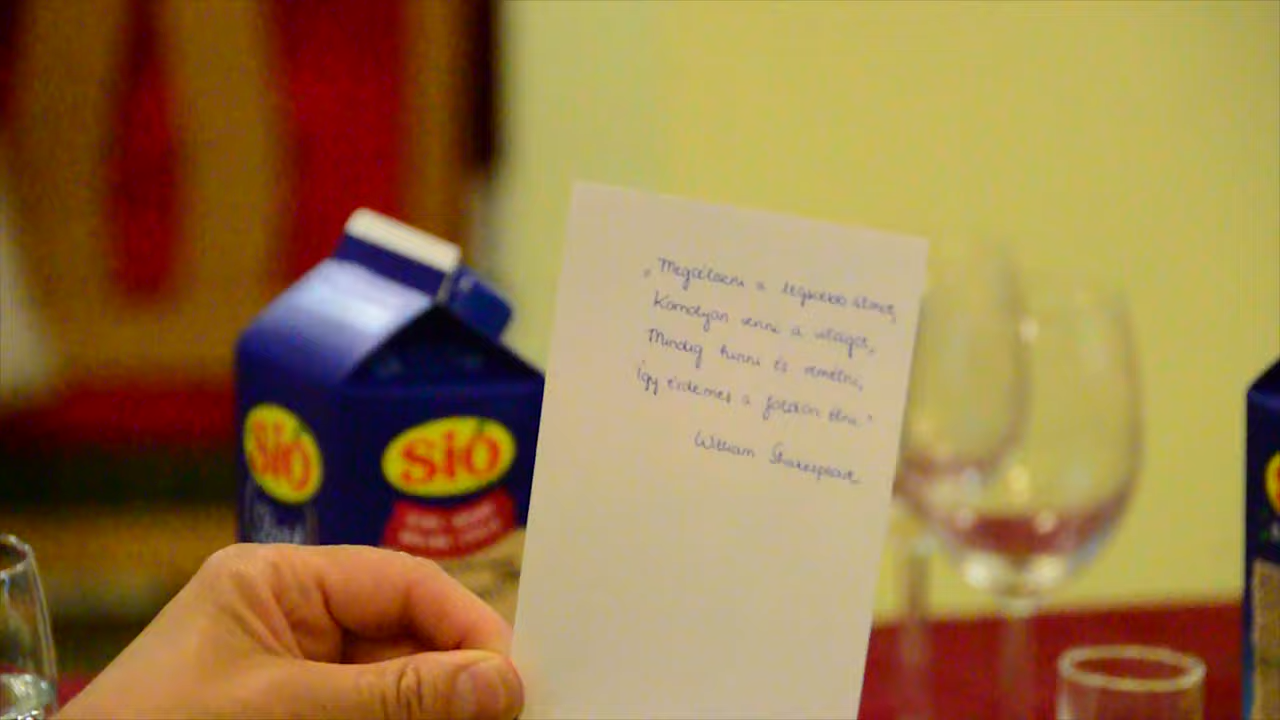 „Megcélozni a legszebb álmot,
Komolyan venni a világot,
Mindig hinni és remélni,
Így érdemes a földön élni."
William Shakespeare
sió
sió